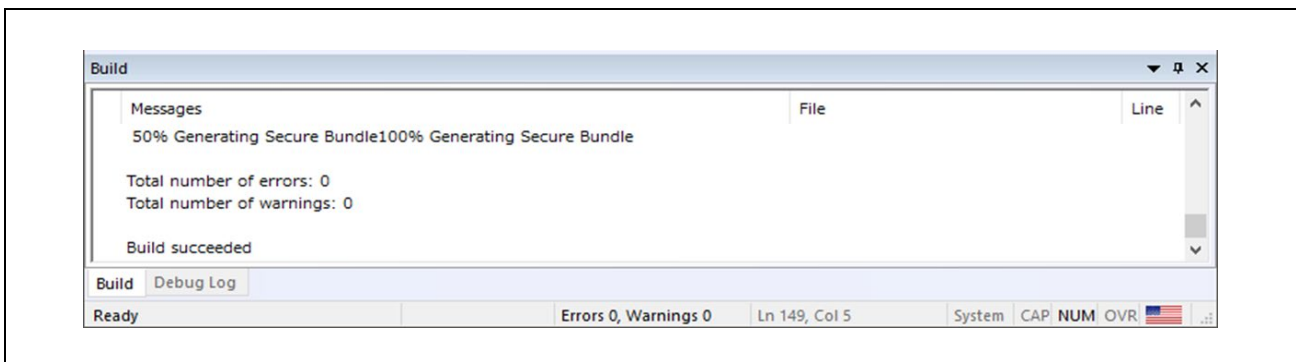 Build
Messages File Line
50% Generating Secure Bundle100% Generating Secure Bundle
Total number of errors: 0
Total number of warnings: 0
Build succeeded
Build Debug Log
Ready Errors 0, Warnings 0 Ln 149, Col 5 System CAP NUM OVR